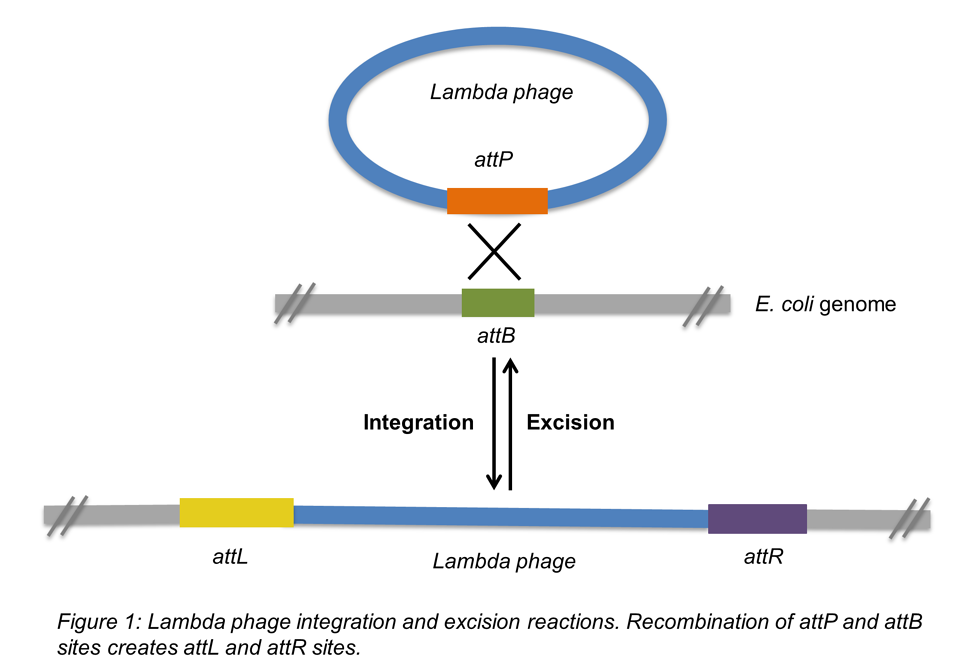 Lambda phage
attP
E. coli genome
attB
Integration
Excision
attL
Lambda phage
attR
Figure 1: Lambda phage integration and excision reactions. Recombination of attP and attB
sites creates attL and attR sites.